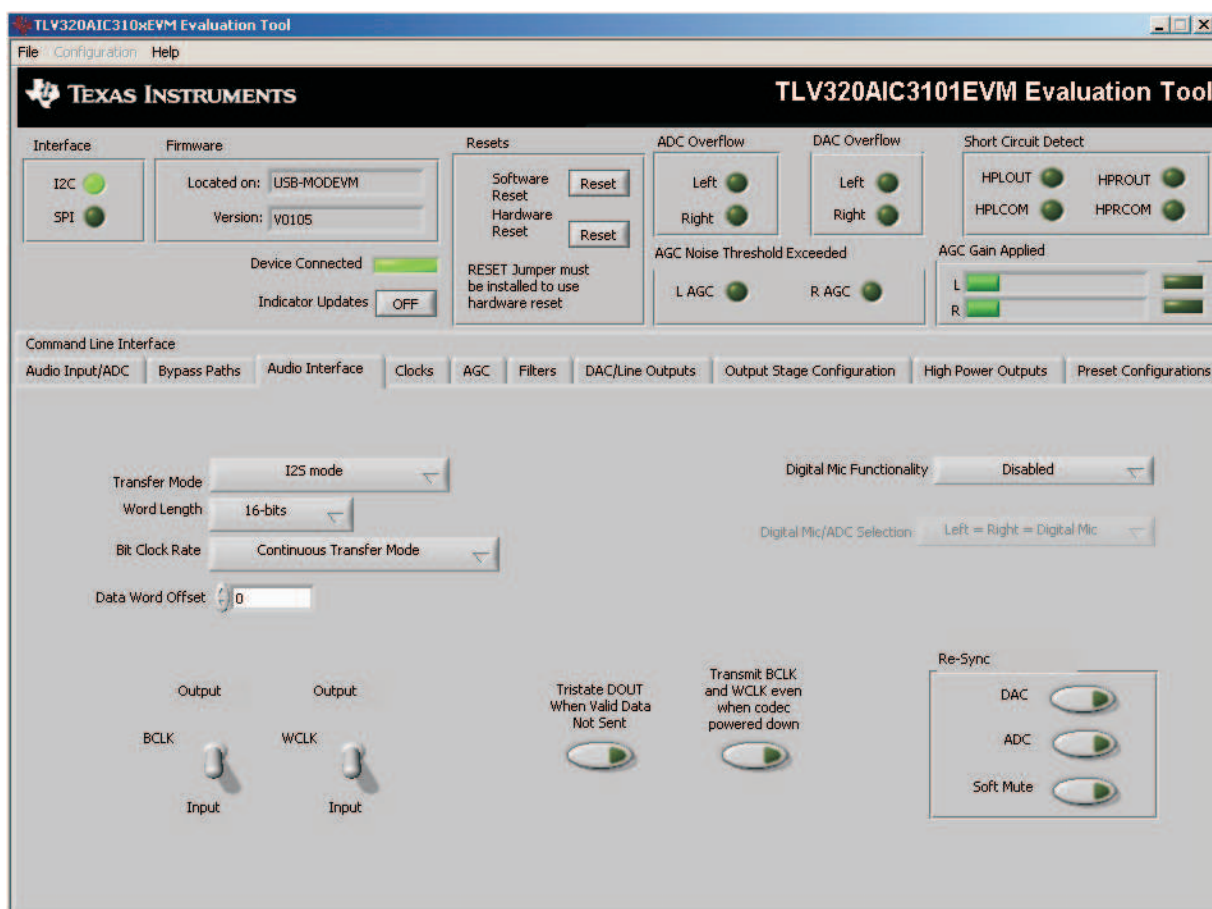 TLV320AIC310xEVM Evaluation Tool
File Configuration Help
TEXAS INSTRUMENTS
TLV320AIC3101EVM Evaluation Tool
Interface
I2C
SPI
Firmware
Located on: USB-MODEVM
Version: V0105
Device Connected
Indicator Updates OFF
Resets
Software
Reset
Reset
Hardware
Reset
Reset
RESET Jumper must
be installed to use
hardware reset
ADC Overflow
Left
Right
DAC Overflow
Left
Right
Short Circuit Detect
HPLOUT HPROUT
HPLCOM HPRCOM
AGC Noise Threshold Exceeded
L AGC R AGC
AGC Gain Applied
L
R
Command Line Interface
Audio Input/ADC Bypass Paths Audio Interface Clocks AGC Filters DAC/Line Outputs Output Stage Configuration High Power Outputs Preset Configurations
Transfer Mode I2S mode
Word Length 16-bits
Bit Clock Rate Continuous Transfer Mode
Data Word Offset 0
Digital Mic Functionality Disabled
Digital Mic/ADC Selection Left = Right = Digital Mic
Output
BCLK
Input
Output
WCLK
Input
Tristate DOUT
When Valid Data
Not Sent
Transmit BCLK
and WCLK even
when codec
powered down
Re-Sync
DAC
ADC
Soft Mute